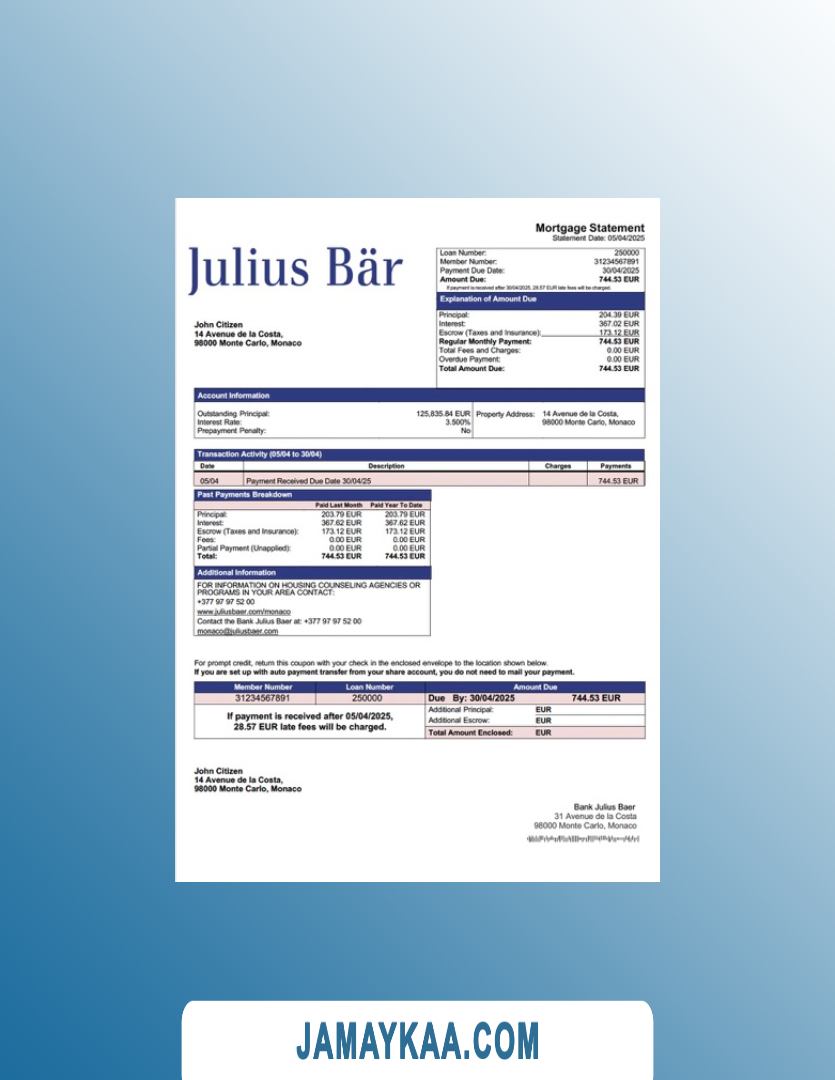 Mortgage Statement
Statement Date: 05/04/2025
Julius Bär
Loan Number: 250000
Member Number: 31234567891
Payment Due Date: 30/04/2025
Amount Due: 744.53 EUR
If payment is received after 30/04/2025, 28.57 EUR late fees will be charged.
Explanation of Amount Due
Principal: 204.39 EUR
Interest: 367.02 EUR
Escrow (Taxes and Insurance): 173.12 EUR
Regular Monthly Payment: 744.53 EUR
Total Fees and Charges: 0.00 EUR
Overdue Payment: 0.00 EUR
Total Amount Due: 744.53 EUR
John Citizen
14 Avenue de la Costa,
98000 Monte Carlo, Monaco
Account Information
Outstanding Principal: 125,835.84 EUR Property Address: 14 Avenue de la Costa,
Interest Rate: 3.500% 98000 Monte Carlo, Monaco
Prepayment Penalty: No
Transaction Activity (05/04 to 30/04)
Date Description Charges Payments
05/04 Payment Received Due Date 30/04/25 744.53 EUR
Past Payments Breakdown
Paid Last Month Paid Year To Date
Principal: 203.79 EUR 203.79 EUR
Interest: 367.62 EUR 367.62 EUR
Escrow (Taxes and Insurance): 173.12 EUR 173.12 EUR
Fees: 0.00 EUR 0.00 EUR
Partial Payment (Unapplied): 0.00 EUR 0.00 EUR
Total: 744.53 EUR 744.53 EUR
Additional Information
FOR INFORMATION ON HOUSING COUNSELING AGENCIES OR
PROGRAMS IN YOUR AREA CONTACT:
+377 97 97 52 00
www.juliusbaer.com/monaco
Contact the Bank Julius Baer at: +377 97 97 52 00
monaco@juliusbaer.com
For prompt credit, return this coupon with your check in the enclosed envelope to the location shown below.
If you are set up with auto payment transfer from your share account, you do not need to mail your payment.
Member Number Loan Number Amount Due
31234567891 250000 Due By: 30/04/2025 744.53 EUR
If payment is received after 05/04/2025,
28.57 EUR late fees will be charged.
Additional Principal: EUR
Additional Escrow: EUR
Total Amount Enclosed: EUR
John Citizen
14 Avenue de la Costa,
98000 Monte Carlo, Monaco
Bank Julius Baer
31 Avenue de la Costa
98000 Monte Carlo, Monaco
JAMAYKAA.COM